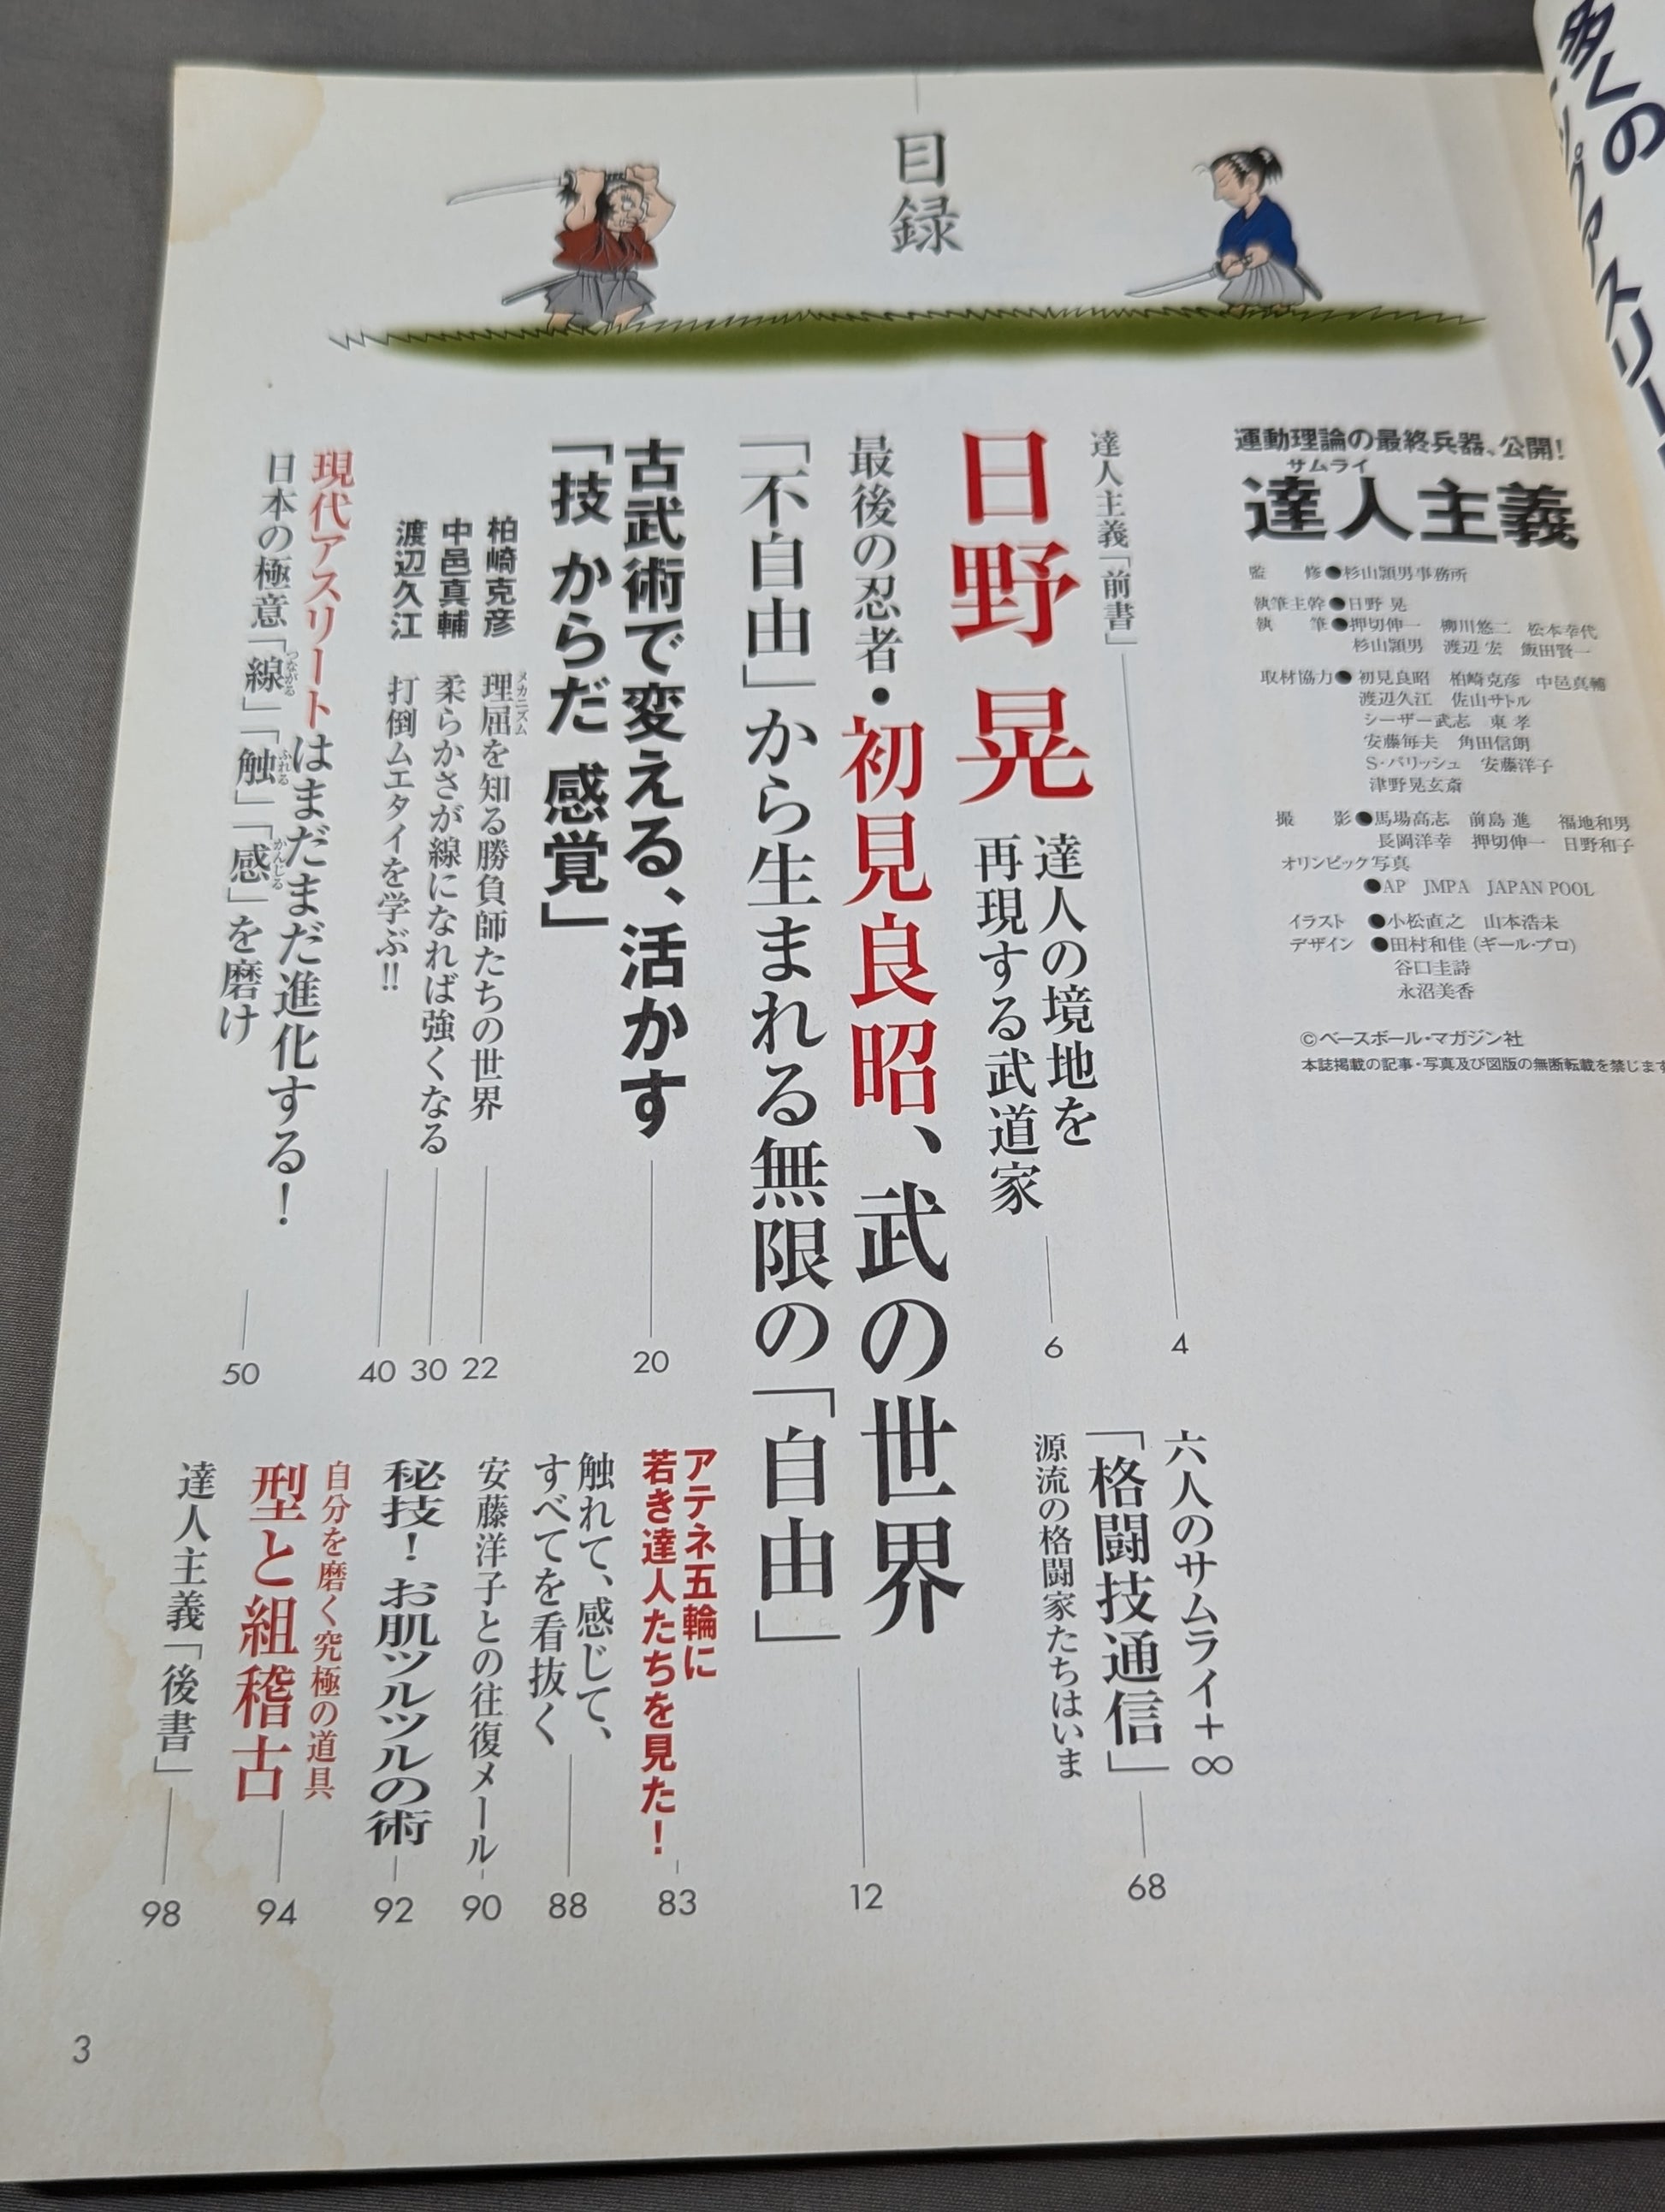 目録
運動理論の最終兵器、公開!
サムライ
達人主義
監 修●杉山頴男事務所
執筆主幹●日野 晃
執 筆●押切伸一 柳川悠二 松本幸代
杉山頴男 渡辺 宏 飯田賢一
取材協力●初見良昭 柏崎克彦 中邑真輔
渡辺久江 佐山サトル
シーザー武志 東 孝
安藤毎夫 角田信朗
S・パリッシュ 安藤洋子
津野晃玄斎
撮 影●馬場高志 前島 進 福地和男
長岡洋幸 押切伸一 日野和子
オリンピック写真
●AP JMPA JAPAN POOL
イラスト ●小松直之 山本浩未
デザイン ●田村和佳(ギール・プロ)
谷口圭詩
永沼美香
©ベースボール・マガジン社
本誌掲載の記事・写真及び図版の無断転載を禁じます
達人主義「前書」 4
日野 晃
達人の境地を
再現する武道家 6
最後の忍者・初見良昭、武の世界
「不自由」から生まれる無限の「自由」 12
古武術で変える、活かす
「技 からだ 感覚」 20
柏崎克彦 理屈を知る勝負師たちの世界 22
メカニズム
中邑真輔 柔らかさが線になれば強くなる 30
渡辺久江 打倒ムエタイを学ぶ!! 40
現代アスリートはまだまだ進化する!
日本の極意「線」「触」「感」を磨け 50
つながる ふれる かんじる
六人のサムライ+∞
「格闘技通信」 68
源流の格闘家たちはいま
アテネ五輪に
若き達人たちを見た! 83
触れて、感じて、
すべてを看抜く 88
安藤洋子との往復メール 90
秘技!お肌ツルツルの術 92
自分を磨く究極の道具
型と組稽古 94
達人主義「後書」 98
3
多くの